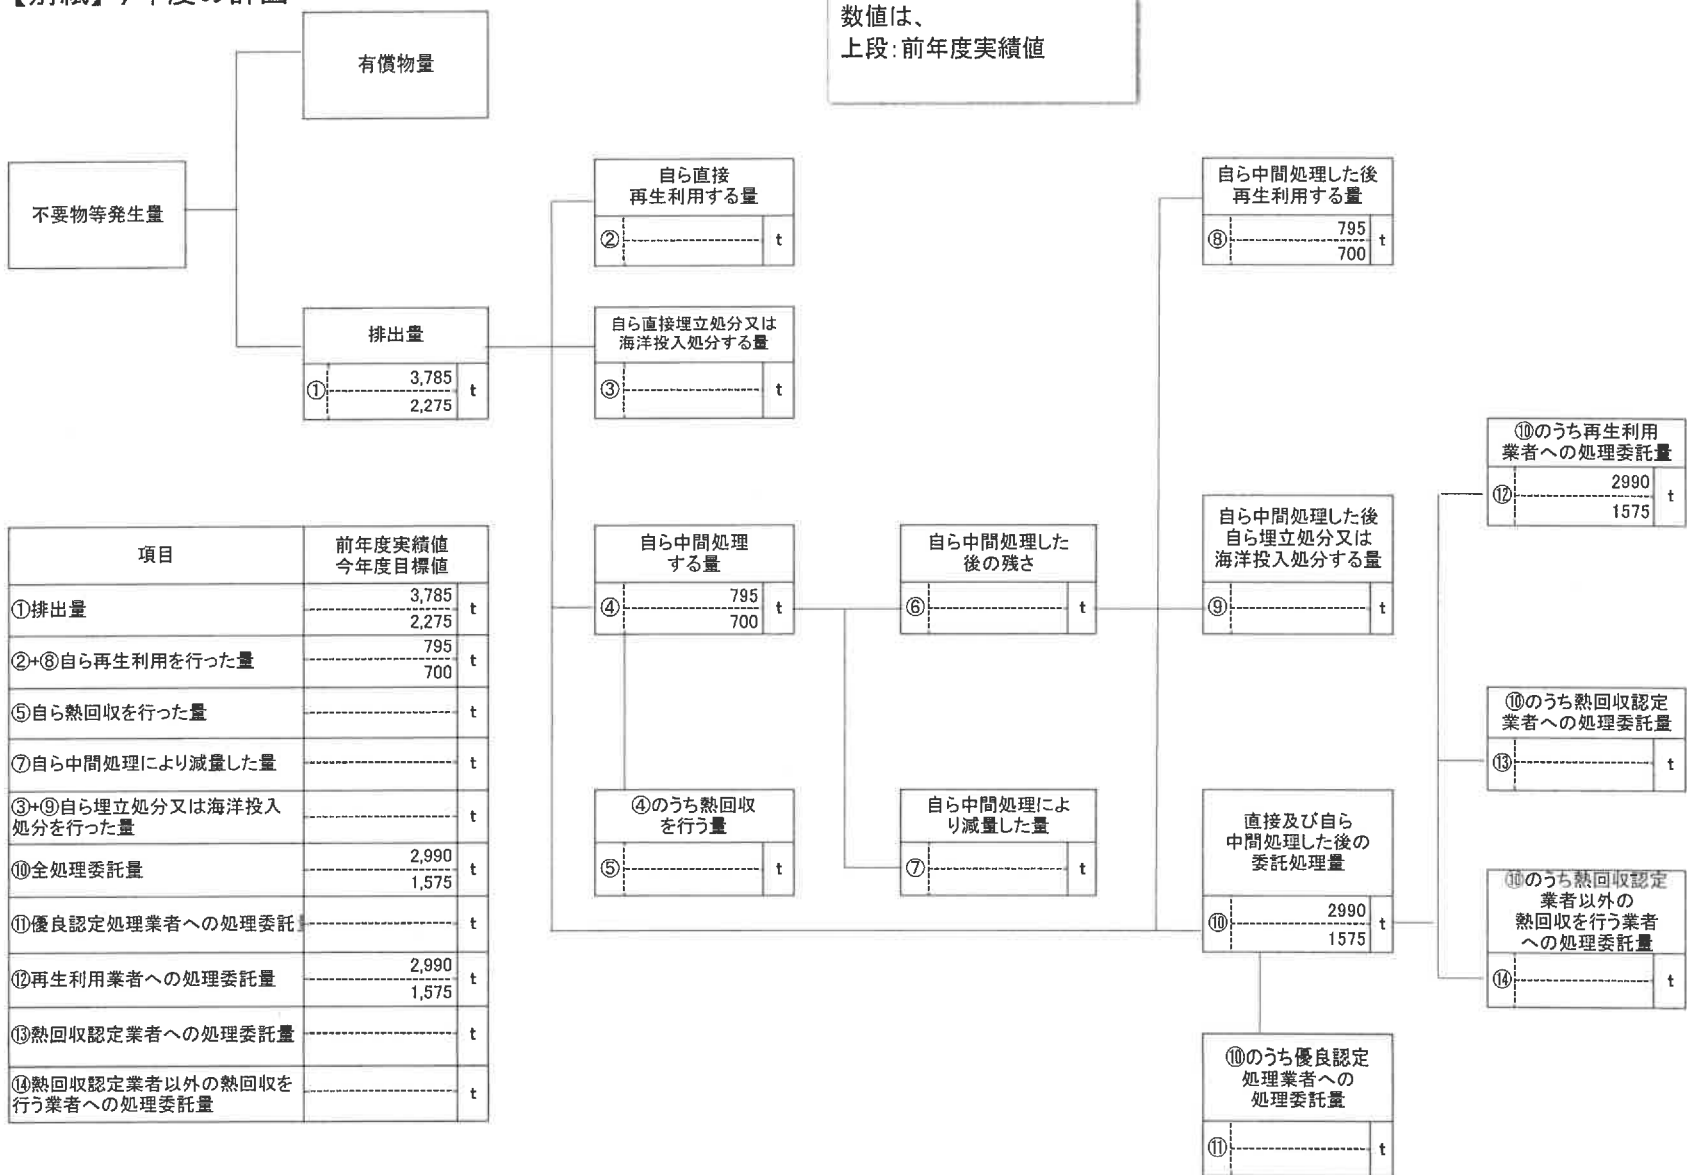 数値は、
上段:前年度実績値
有償物量
不要物等発生量
排出量
① 3,785 t
2,275
自ら直接
再生利用する量
② t
自ら直接埋立処分又は
海洋投入処分する量
③ t
自ら中間処理
する量
④ 795 t
700
④のうち熱回収
を行う量
⑤ t
自ら中間処理した
後の残さ
⑥ t
自ら中間処理によ
り減量した量
⑦ t
自ら中間処理した後
再生利用する量
⑧ 795 t
700
自ら中間処理した後
自ら埋立処分又は
海洋投入処分する量
⑨ t
直接及び自ら
中間処理した後の
委託処理量
⑩ 2990 t
1575
⑩のうち優良認定
処理業者への
処理委託量
⑪ t
⑩のうち再生利用
業者への処理委託量
⑫ 2990 t
1575
⑩のうち熱回収認定
業者への処理委託量
⑬ t
⑩のうち熱回収認定
業者以外の
熱回収を行う業者
への処理委託量
⑭ t
項目 前年度実績値
今年度目標値
①排出量 3,785 t
2,275
②+⑧自ら再生利用を行った量 795 t
700
⑤自ら熱回収を行った量 t
⑦自ら中間処理により減量した量 t
③+⑨自ら埋立処分又は海洋投入
処分を行った量 t
⑩全処理委託量 2,990 t
1,575
⑪優良認定処理業者への処理委託 t
⑫再生利用業者への処理委託量 2,990 t
1,575
⑬熱回収認定業者への処理委託量 t
⑭熱回収認定業者以外の熱回収を
行う業者への処理委託量 t